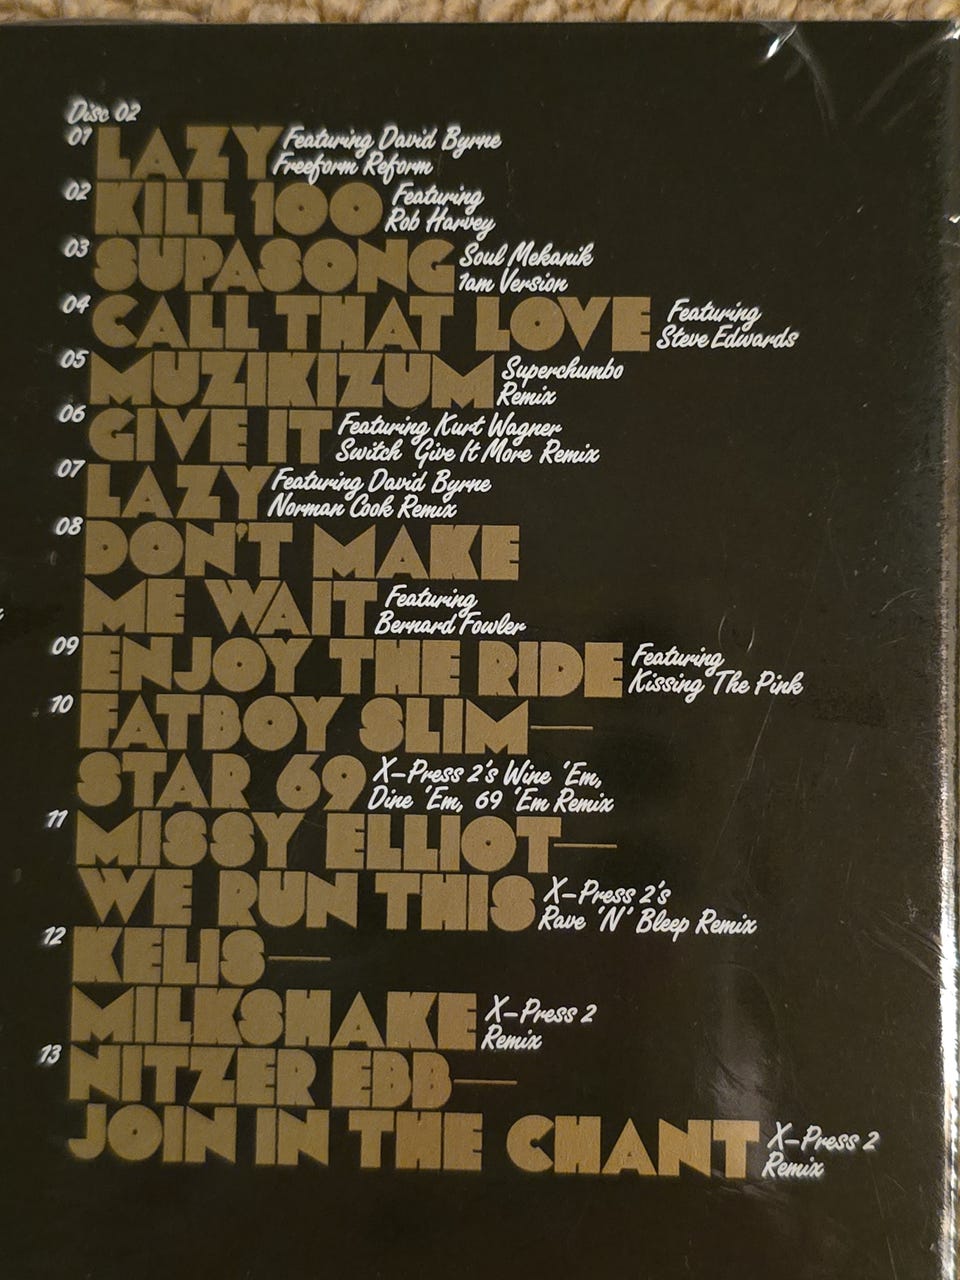 Disc 02
01 LAZY Featuring David Byrne
Freeform Reform
02 KILL 100 Featuring
Rob Harvey
03 SUPASONG Soul Mekanik
1am Version
04 CALL THAT LOVE Featuring
Steve Edwards
05 MUZIKIZUM Superchumbo
Remix
06 GIVE IT Featuring Kurt Wagner
Switch 'Give It More' Remix
07 LAZY Featuring David Byrne
Norman Cook Remix
08 DON'T MAKE
ME WAIT Featuring
Bernard Fowler
09 ENJOY THE RIDE Featuring
Kissing The Pink
10 FATBOY SLIM—
STAR 69 X-Press 2's Wine 'Em,
Dine 'Em, 69 'Em Remix
11 MISSY ELLIOT—
WE RUN THIS X-Press 2's
Rave 'N' Bleep Remix
12 KELIS—
MILKSHAKE X-Press 2
Remix
13 NITZER EBB—
JOIN IN THE CHANT X-Press 2
Remix